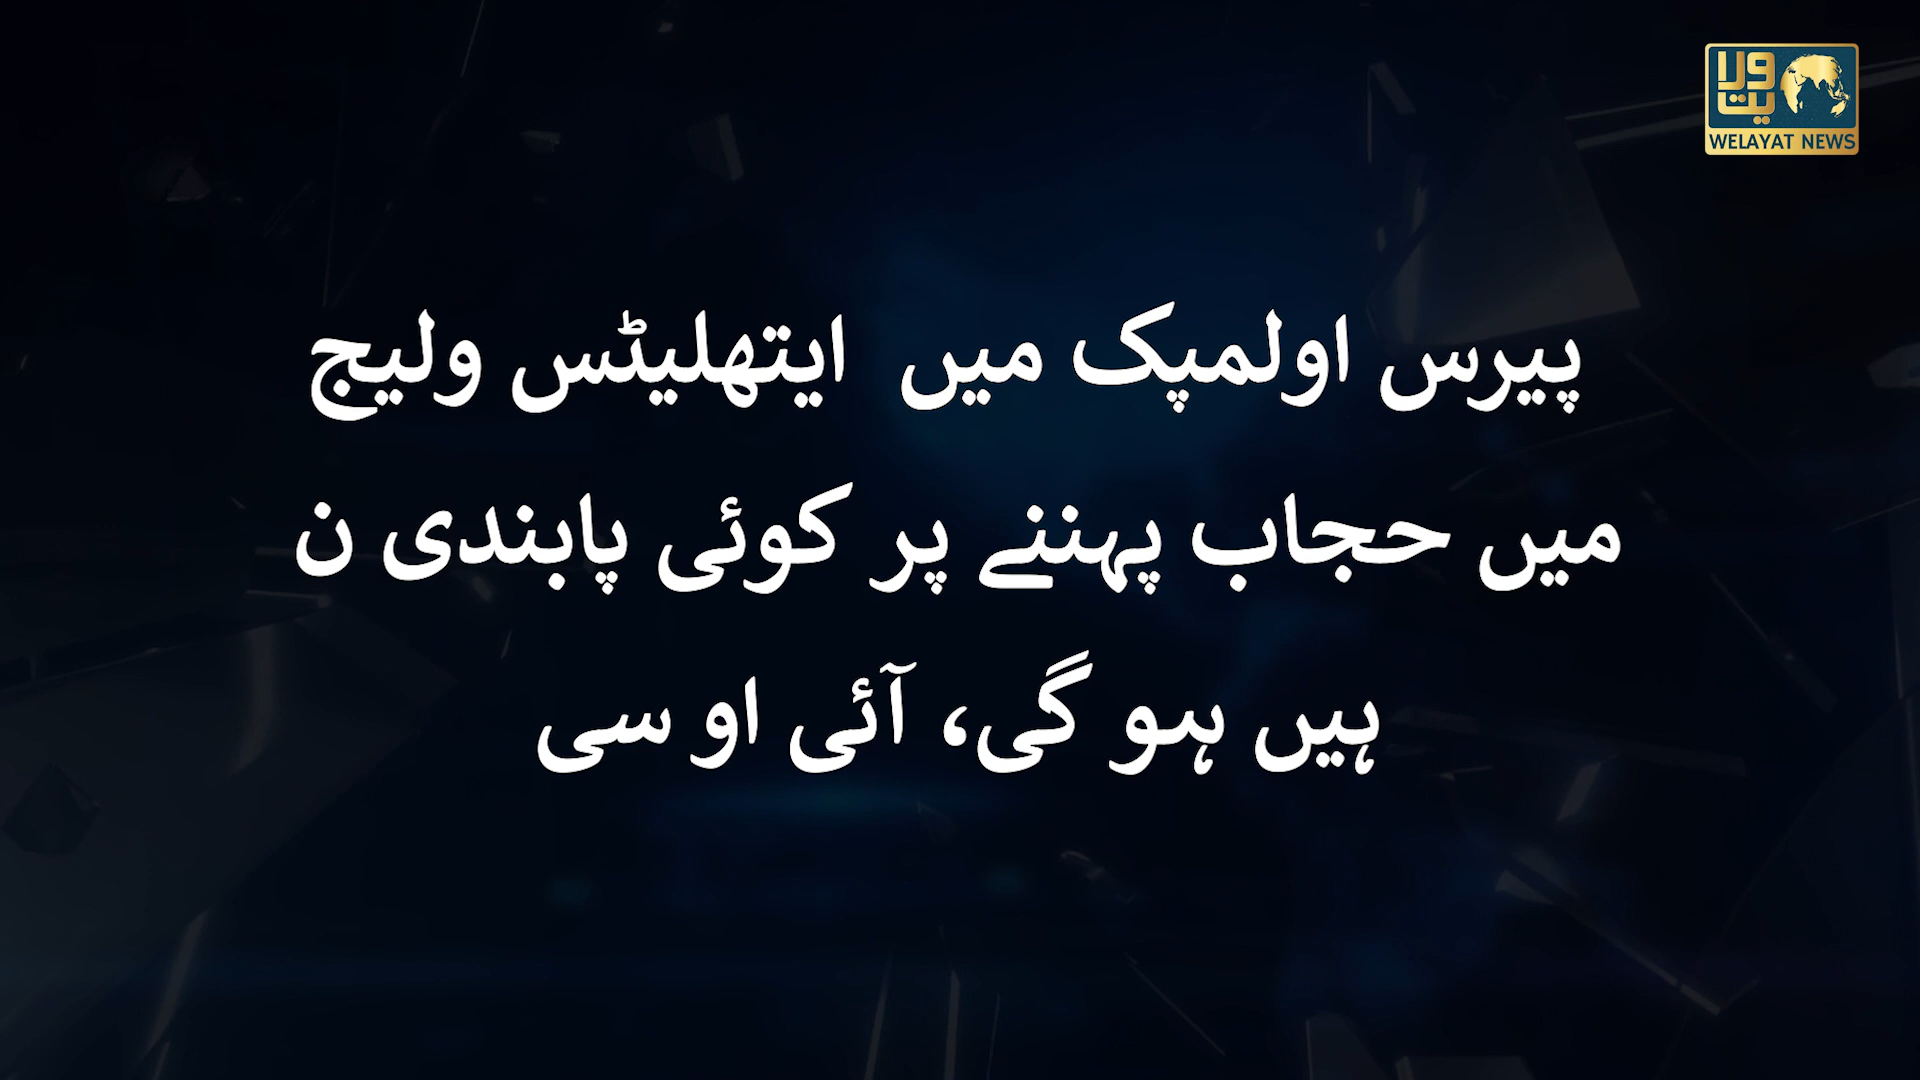 ولایت
WELAYAT NEWS
پیرس اولمپک میں ایتھلیٹس ولیج
میں حجاب پہننے پر کوئی پابندی ن
ہیں ہو گی، آئی او سی